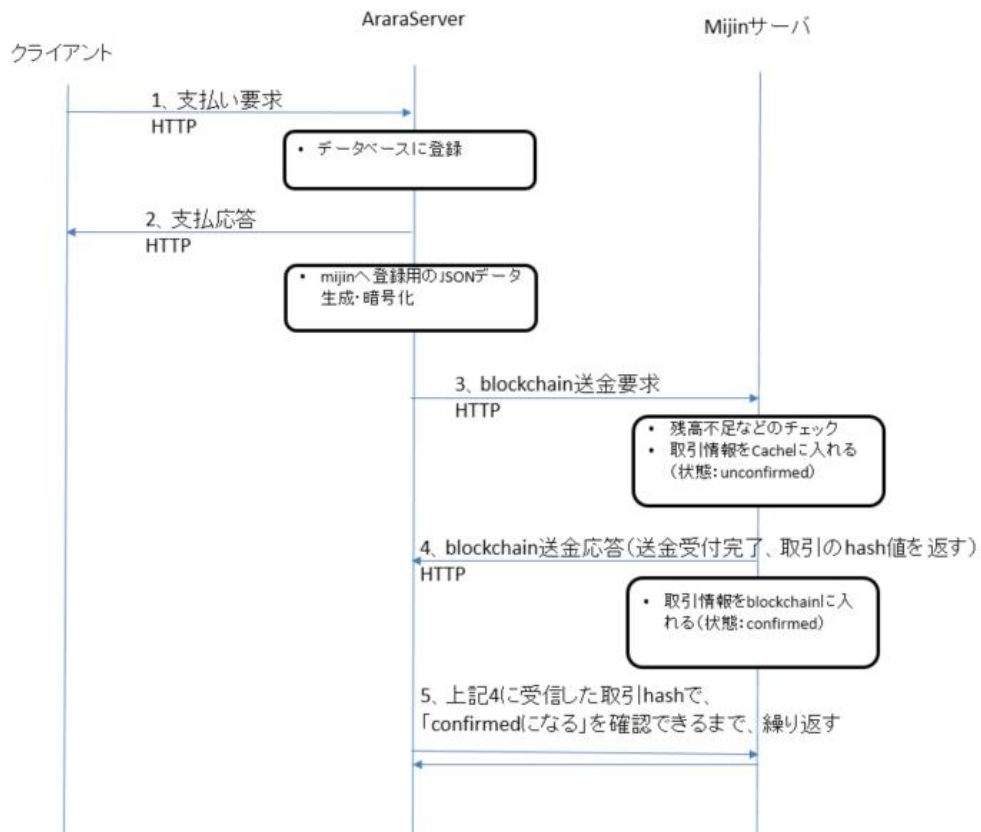 AraraServer
Mijinサーバ
クライアント
1、支払い要求
HTTP
• データベースに登録
2、支払応答
HTTP
• mijinへ登録用のJSONデータ
生成・暗号化
3、blockchain送金要求
HTTP
• 残高不足などのチェック
• 取引情報をCacheに入れる
(状態：unconfirmed)
4、blockchain送金応答(送金受付完了、取引のhash値を返す)
HTTP
• 取引情報をblockchainに入
れる(状態：confirmed)
5、上記4に受信した取引hashで、
「confirmedになる」を確認できるまで、繰り返す